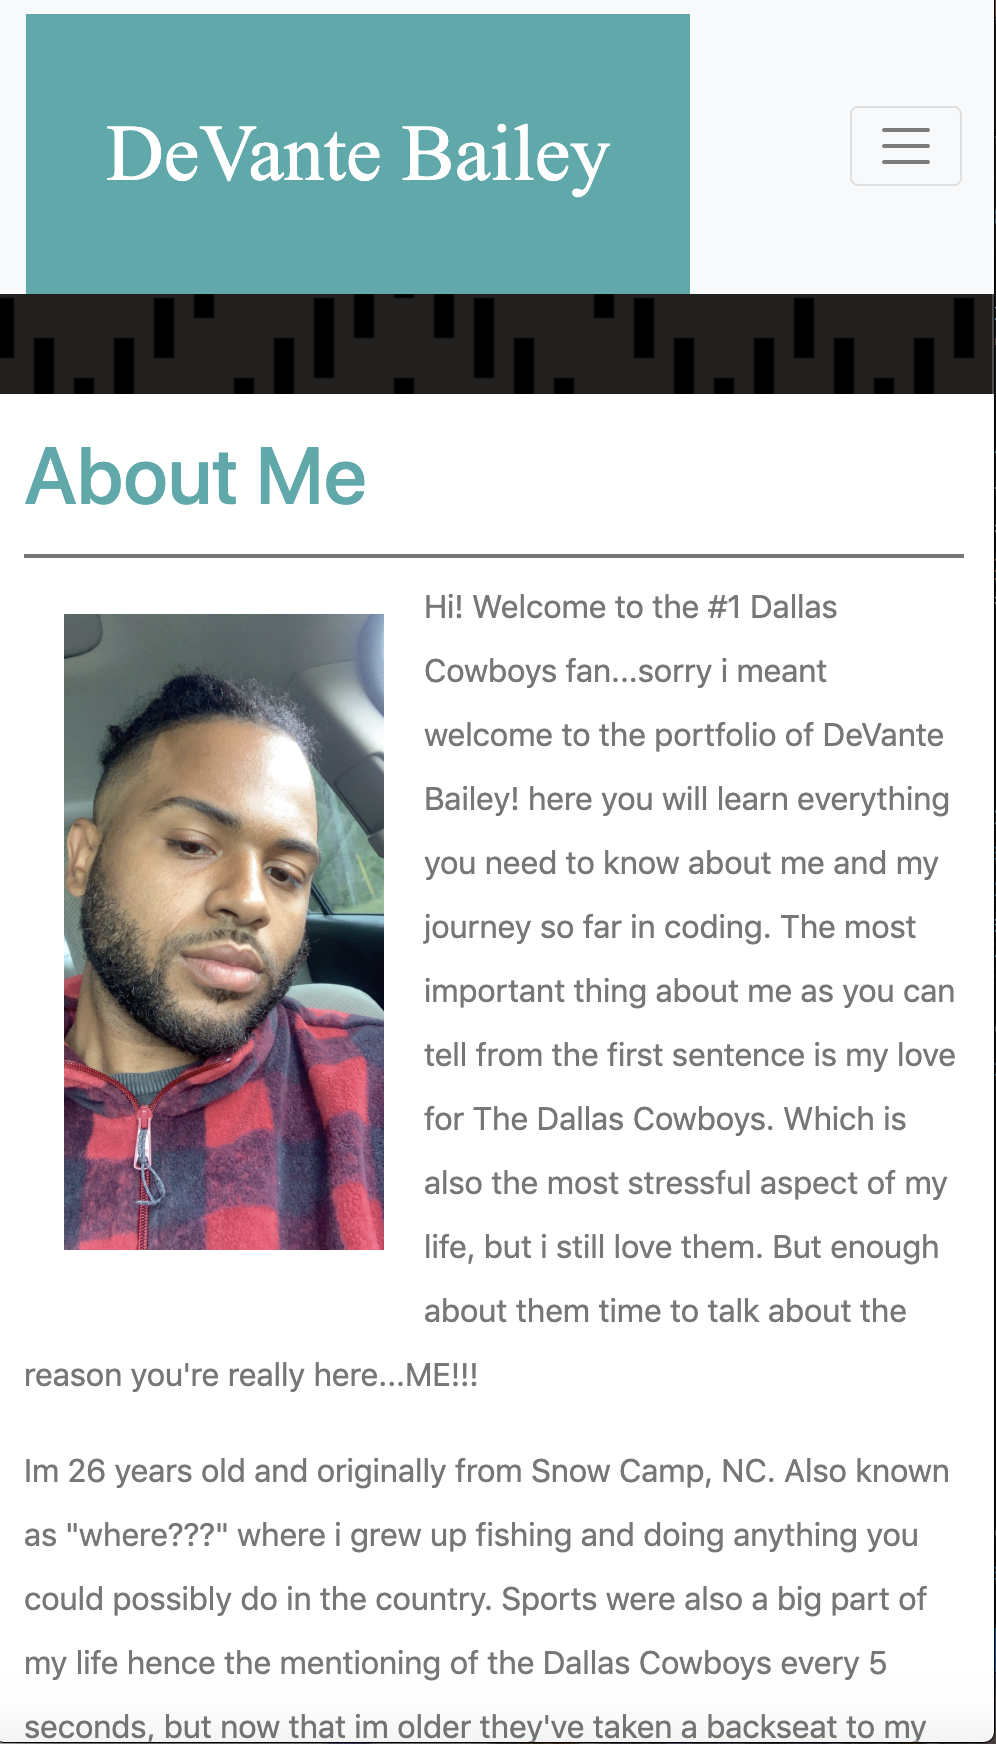 DeVante Bailey
About Me
Hi! Welcome to the #1 Dallas
Cowboys fan...sorry i meant
welcome to the portfolio of DeVante
Bailey! here you will learn everything
you need to know about me and my
journey so far in coding. The most
important thing about me as you can
tell from the first sentence is my love
for The Dallas Cowboys. Which is
also the most stressful aspect of my
life, but i still love them. But enough
about them time to talk about the
reason you're really here...ME!!!
Im 26 years old and originally from Snow Camp, NC. Also known
as "where???" where i grew up fishing and doing anything you
could possibly do in the country. Sports were also a big part of
my life hence the mentioning of the Dallas Cowboys every 5
seconds, but now that im older they've taken a backseat to my